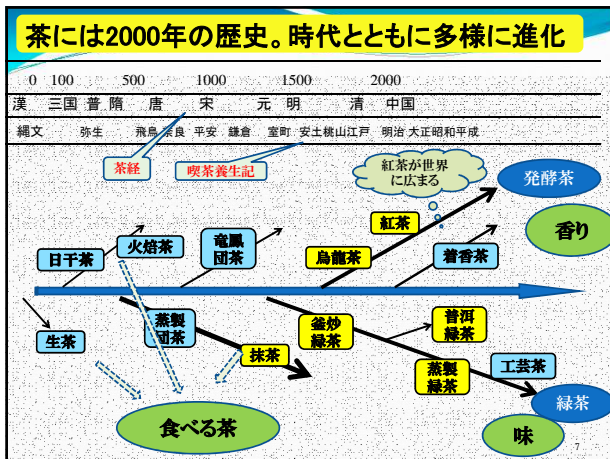 茶には2000年の歴史。時代とともに多様に進化
0 100 500 1000 1500 2000
漢 三国 普 隋 唐 宋 元 明 清 中国
縄文 弥生 飛鳥 奈良 平安 鎌倉 室町 安土桃山江戸 明治 大正昭和平成
茶経
喫茶養生記
紅茶が世界
に広まる
発酵茶
香り
紅茶
日干茶
火焙茶
竜鳳
団茶
烏龍茶
着香茶
生茶
蒸製
団茶
抹茶
釜炒
緑茶
普洱
緑茶
蒸製
緑茶
工芸茶
緑茶
食べる茶
味
7